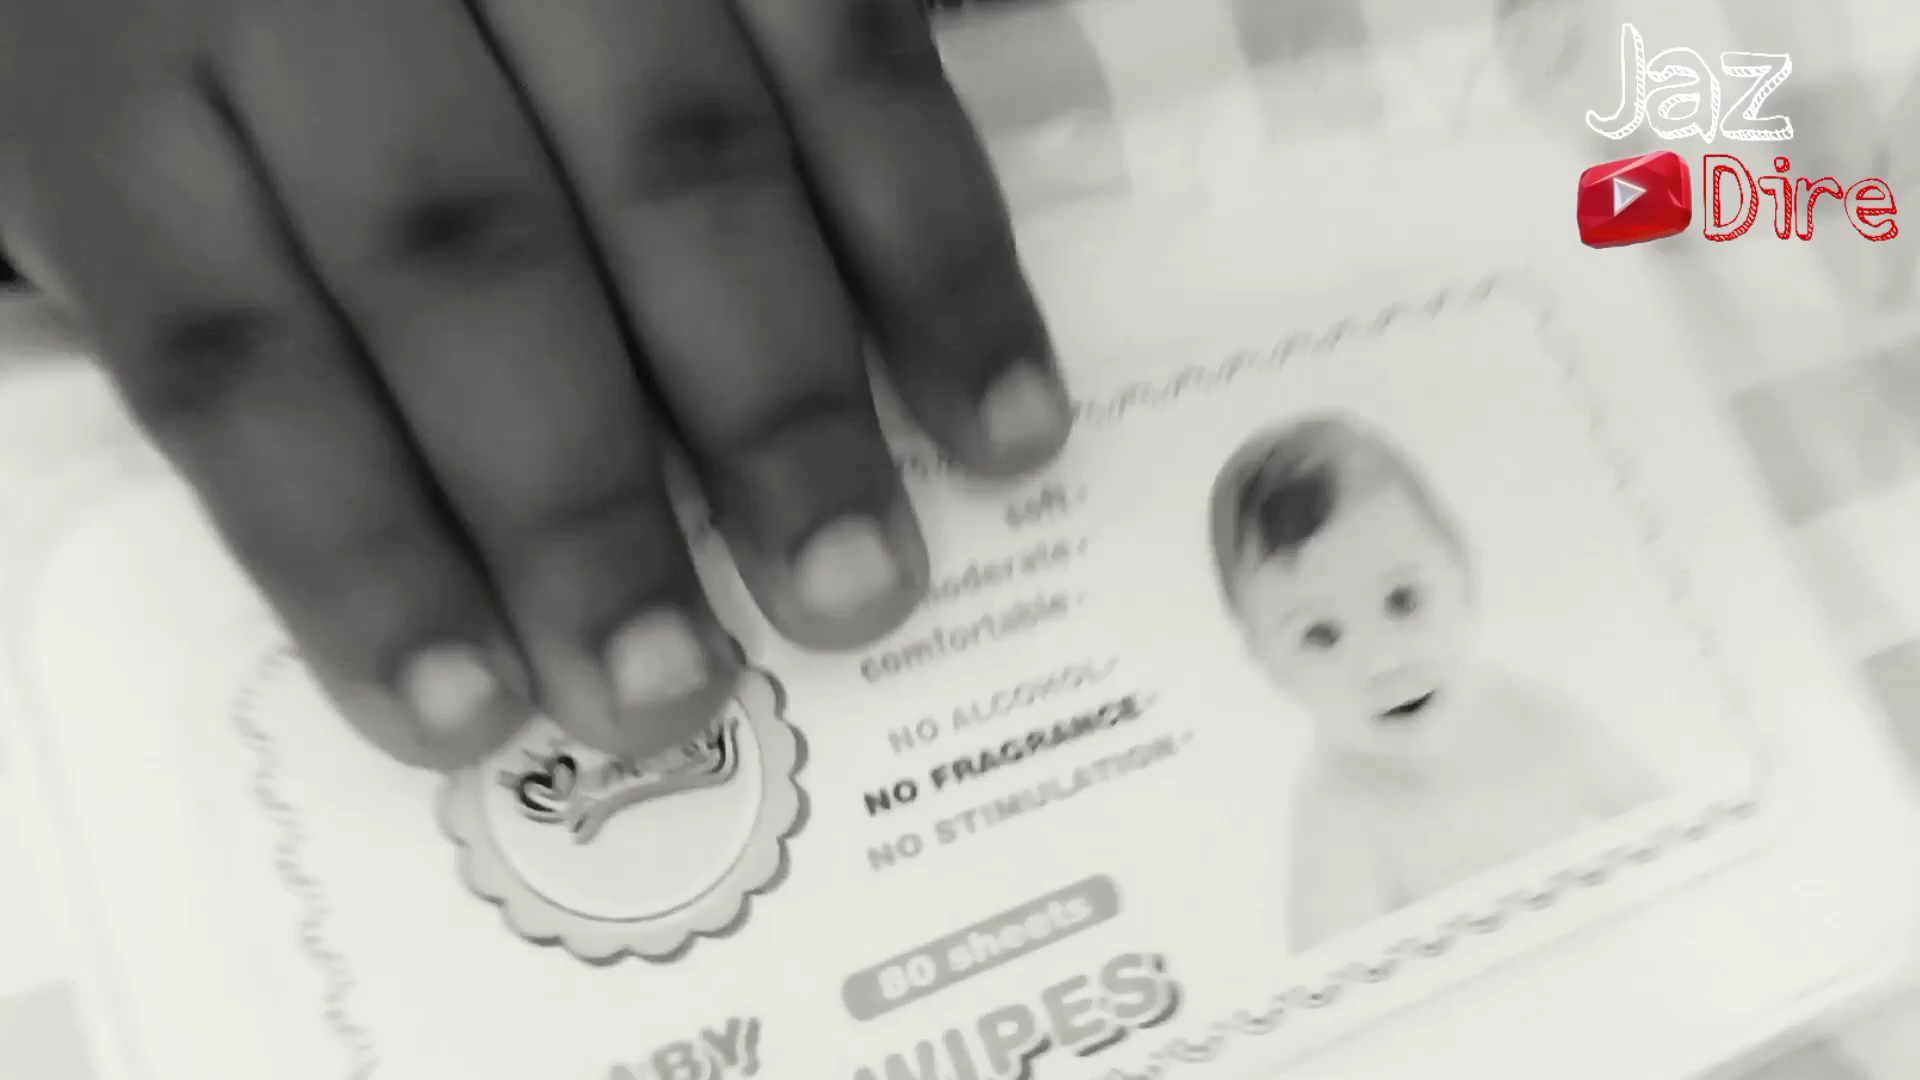 Jaz
Dire
soft·
moderate·
comfortable·
NO ALCOHOL·
NO FRAGRANCE·
NO STIMULATION·
80 sheets
WIPES